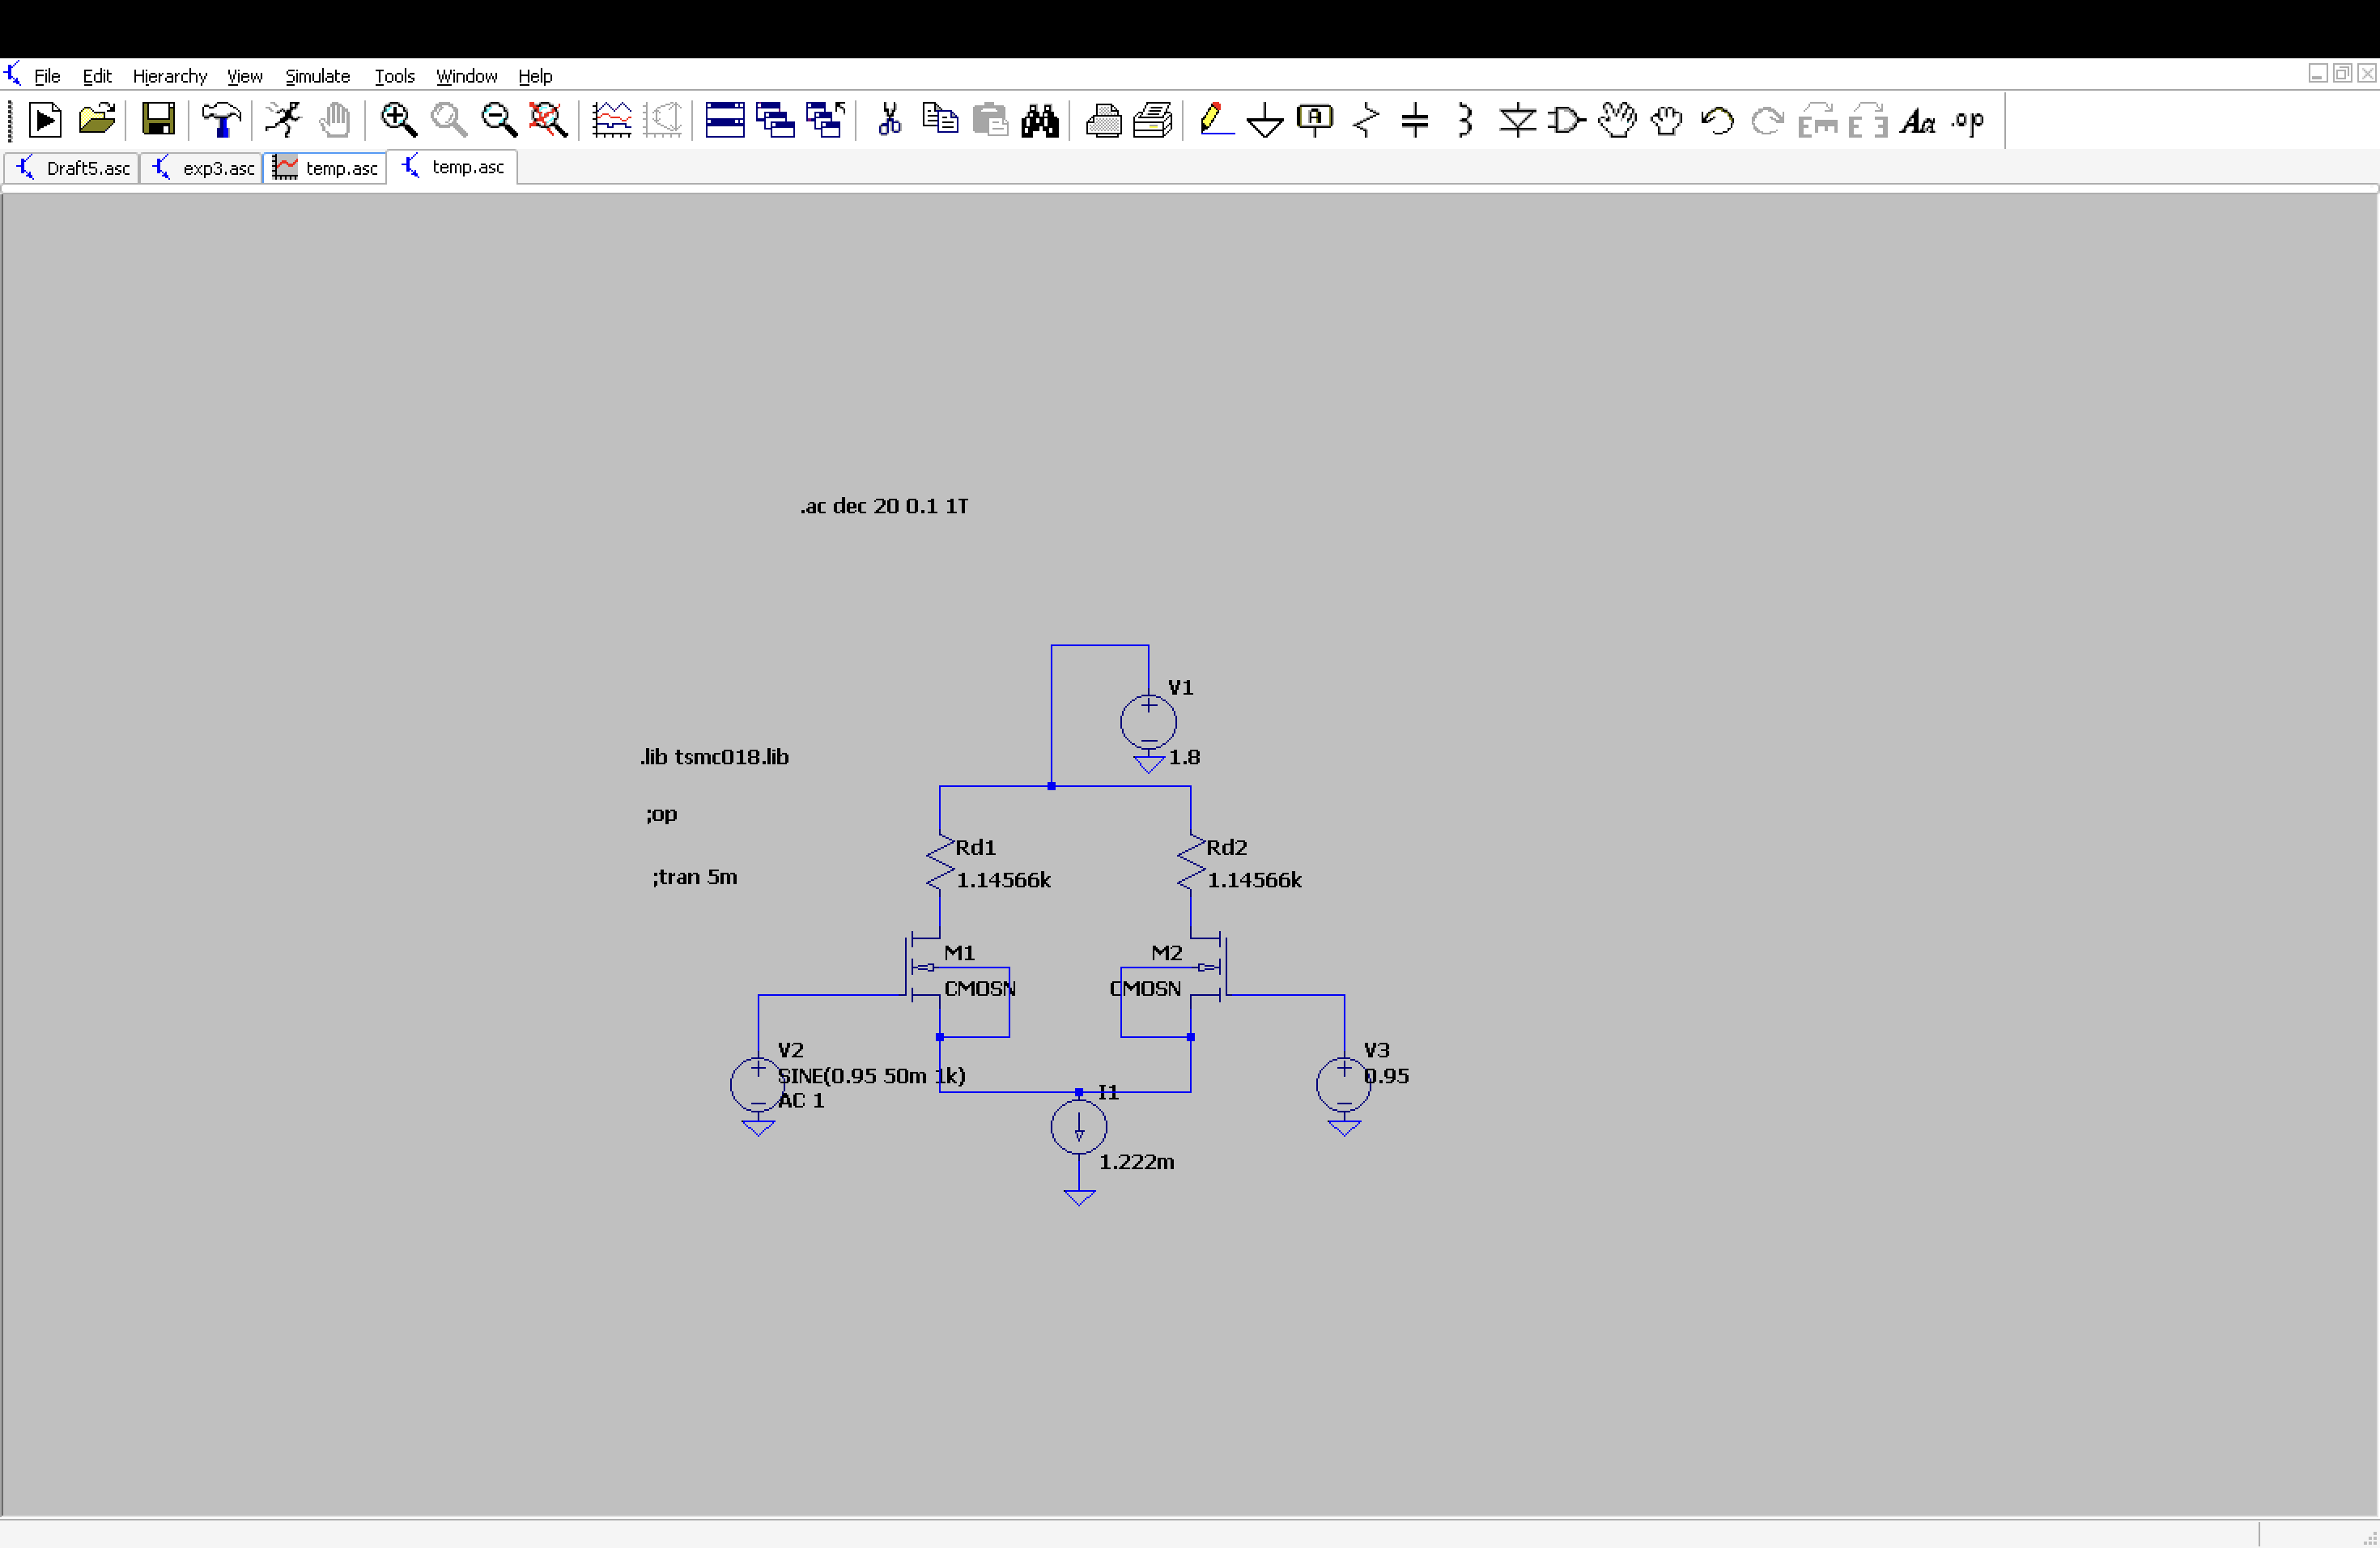 File Edit Hierarchy View Simulate Tools Window Help
A Aa .op
Draft5.asc exp3.asc temp.asc temp.asc
.ac dec 20 0.1 1T
V1
1.8
.lib tsmc018.lib
;op
;tran 5m
Rd1
1.14566k
Rd2
1.14566k
M1
CMOSN
M2
CMOSN
V2
SINE(0.95 50m 1k)
AC 1
V3
0.95
I1
1.222m